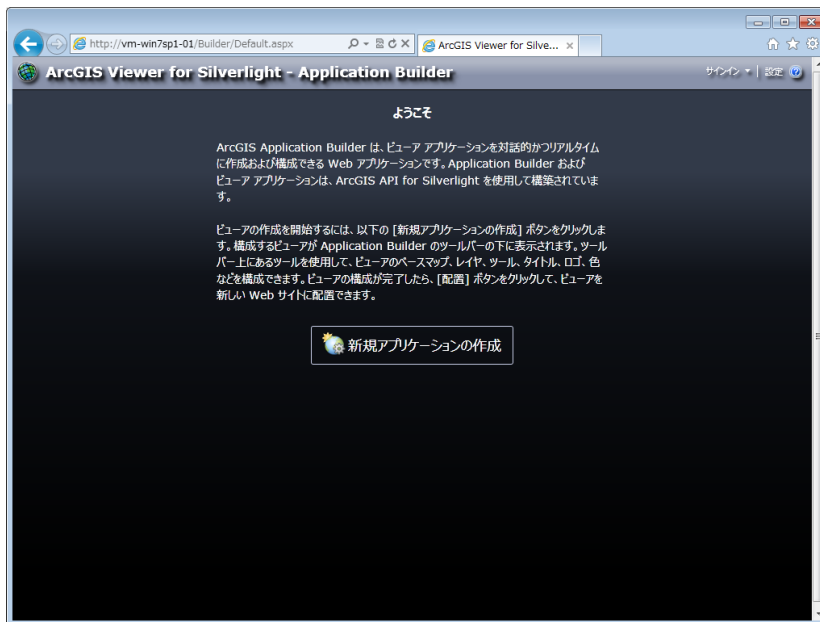 http://vm-win7sp1-01/Builder/Default.aspx
ArcGIS Viewer for Silve...
ArcGIS Viewer for Silverlight - Application Builder
サインイン
設定
ようこそ
ArcGIS Application Builder は、ビューア アプリケーションを対話的かつリアルタイム
に作成および構成できる Web アプリケーションです。Application Builder および
ビューア アプリケーションは、ArcGIS API for Silverlight を使用して構築されていま
す。
ビューアの作成を開始するには、以下の [新規アプリケーションの作成] ボタンをクリックしま
す。構成するビューアが Application Builder のツールバーの下に表示されます。ツール
バー上にあるツールを使用して、ビューアのベースマップ、レイヤ、ツール、タイトル、ロゴ、色
などを構成できます。ビューアの構成が完了したら、[配置] ボタンをクリックして、ビューアを
新しい Web サイトに配置できます。
新規アプリケーションの作成